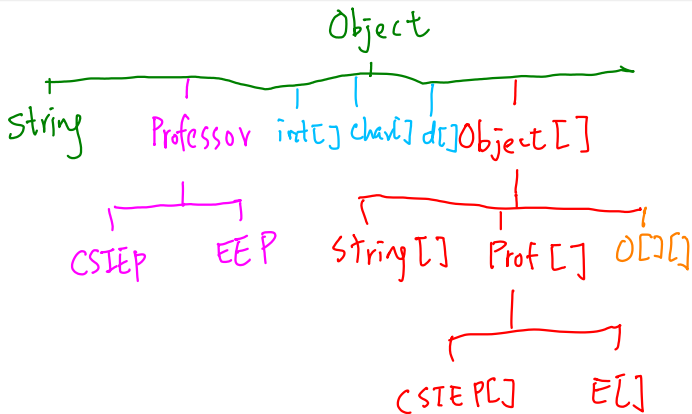 Object
String Professor int[] char[] d[] Object[]
CSIEP EEP String[] Prof[] O[][]
CSIEP[] E[]